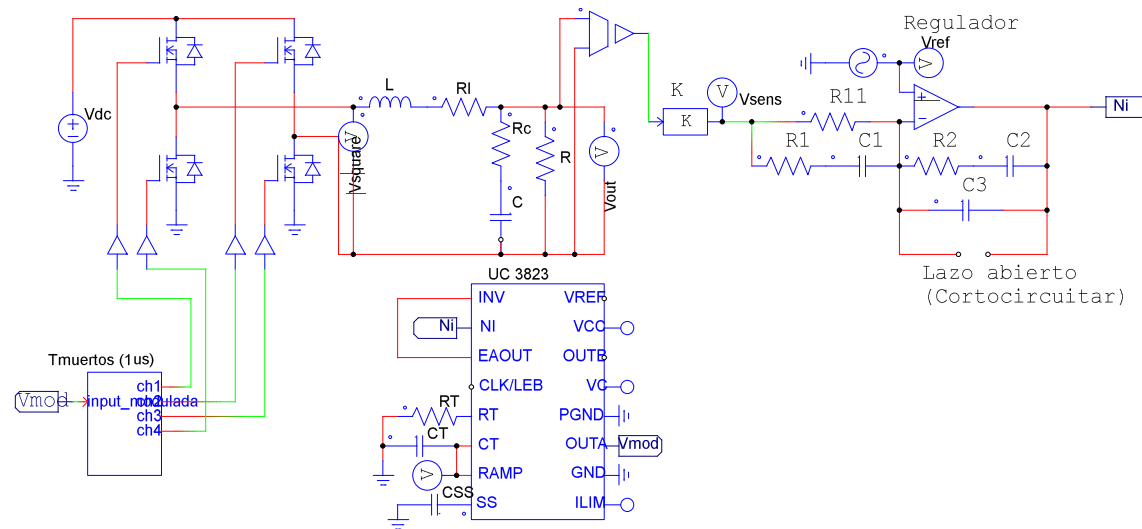 Regulador
Vref
Vdc
L
Rl
Rc
R
C
V
Vsquare
V
Vout
K
K
V
Vsens
R11
R1
C1
V
R2
C2
C3
Ni
Lazo abierto
(Cortocircuitar)
UC 3823
INV
VREF
Ni
NI
VCC
EAOUT
OUTB
CLK/LEB
VC
RT
RT
PGND
CT
CT
OUTA
Vmod
V
RAMP
GND
CSS
SS
ILIM
Tmuertos (1us)
Vmod
input_modulada
ch1
ch2
ch3
ch4